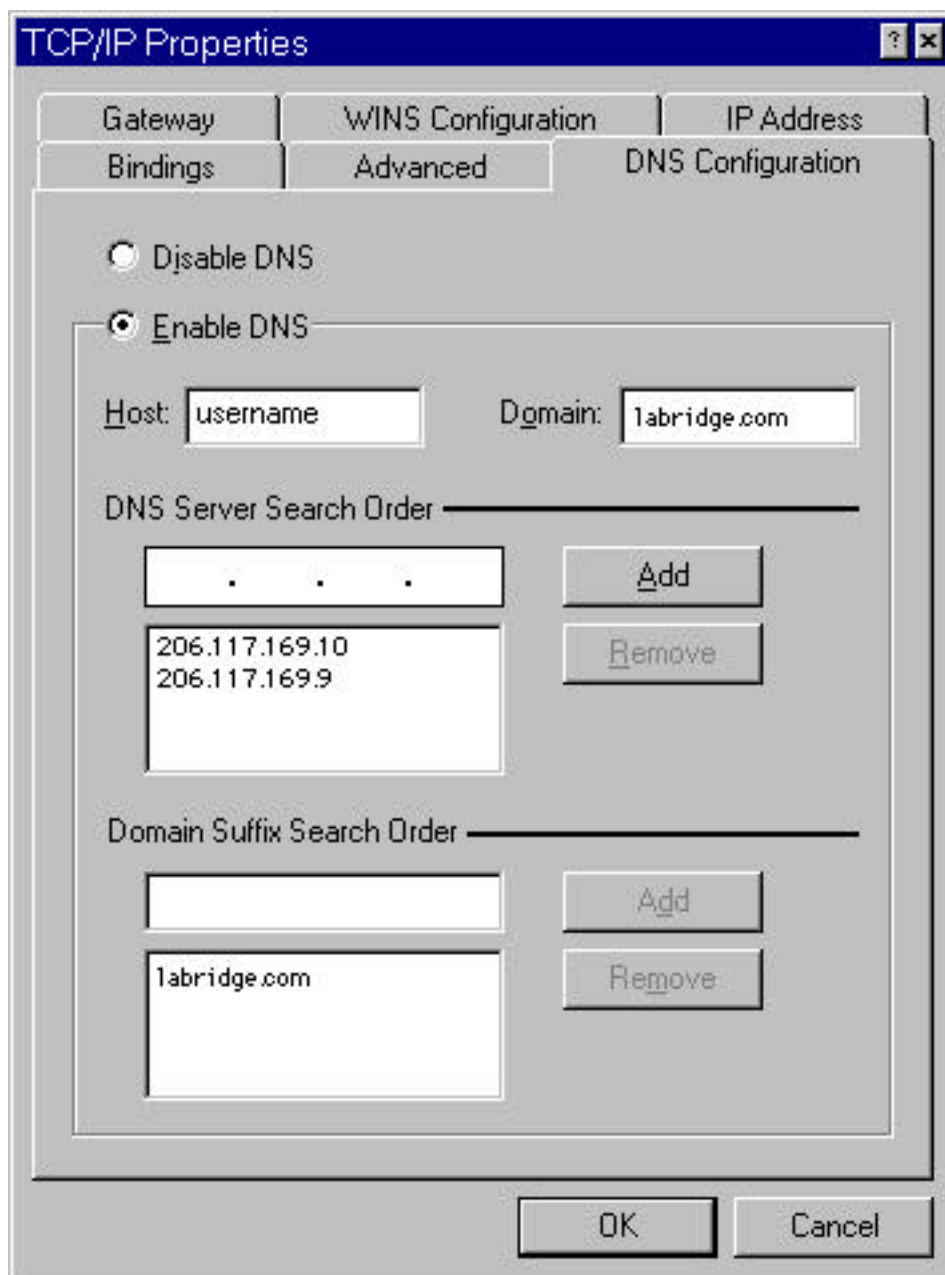 TCP/IP Properties
Gateway WINS Configuration IP Address
Bindings Advanced DNS Configuration
Disable DNS
Enable DNS
Host: username Domain: labridge.com
DNS Server Search Order
. . . Add
206.117.169.10 Remove
206.117.169.9
Domain Suffix Search Order
Add
labridge.com Remove
OK Cancel